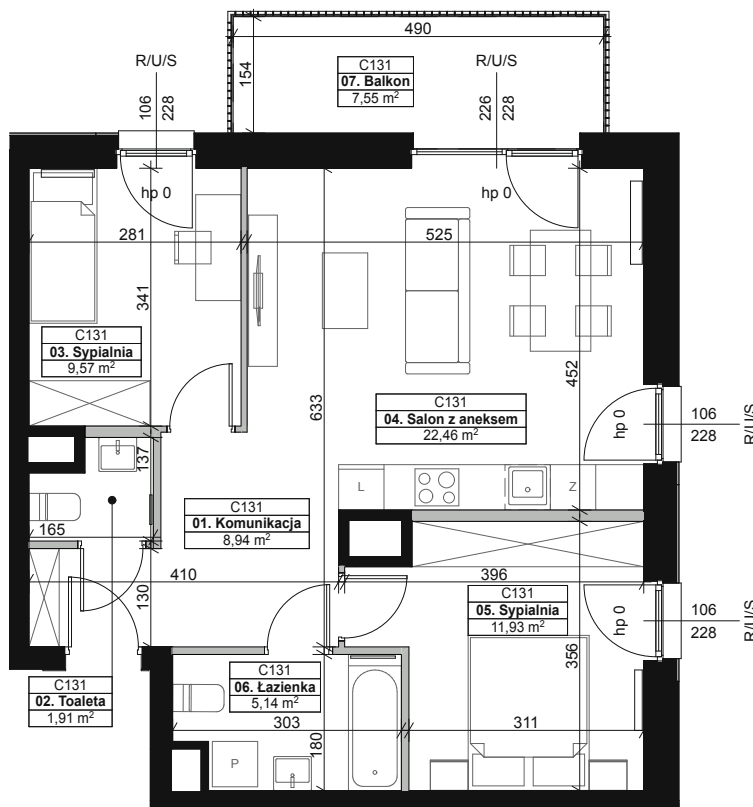 490
154
C131
07. Balkon
7,55 m²
R/U/S
106
228
R/U/S
226
228
hp 0
hp 0
281
525
341
C131
03. Sypialnia
9,57 m²
633
452
C131
04. Salon z aneksem
22,46 m²
hp 0
106
228
R/U/S
137
165
L
Z
C131
01. Komunikacja
8,94 m²
410
130
396
C131
05. Sypialnia
11,93 m²
hp 0
106
228
R/U/S
356
C131
02. Toaleta
1,91 m²
C131
06. Łazienka
5,14 m²
303
311
180
P